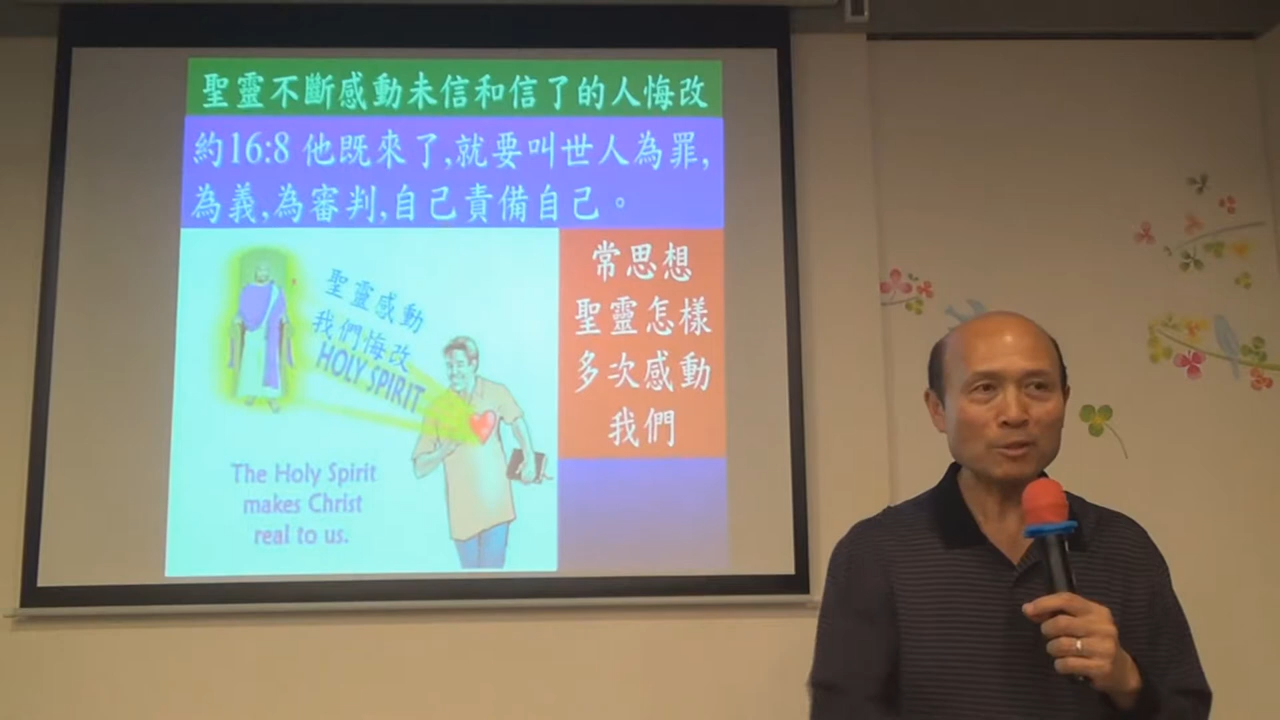 聖靈不斷感動未信和信了的人悔改
約16:8 他既來了,就要叫世人為罪,
為義,為審判,自己責備自己。
聖靈感動
我們悔改
HOLY SPIRIT
The Holy Spirit
makes Christ
real to us.
常思想
聖靈怎樣
多次感動
我們